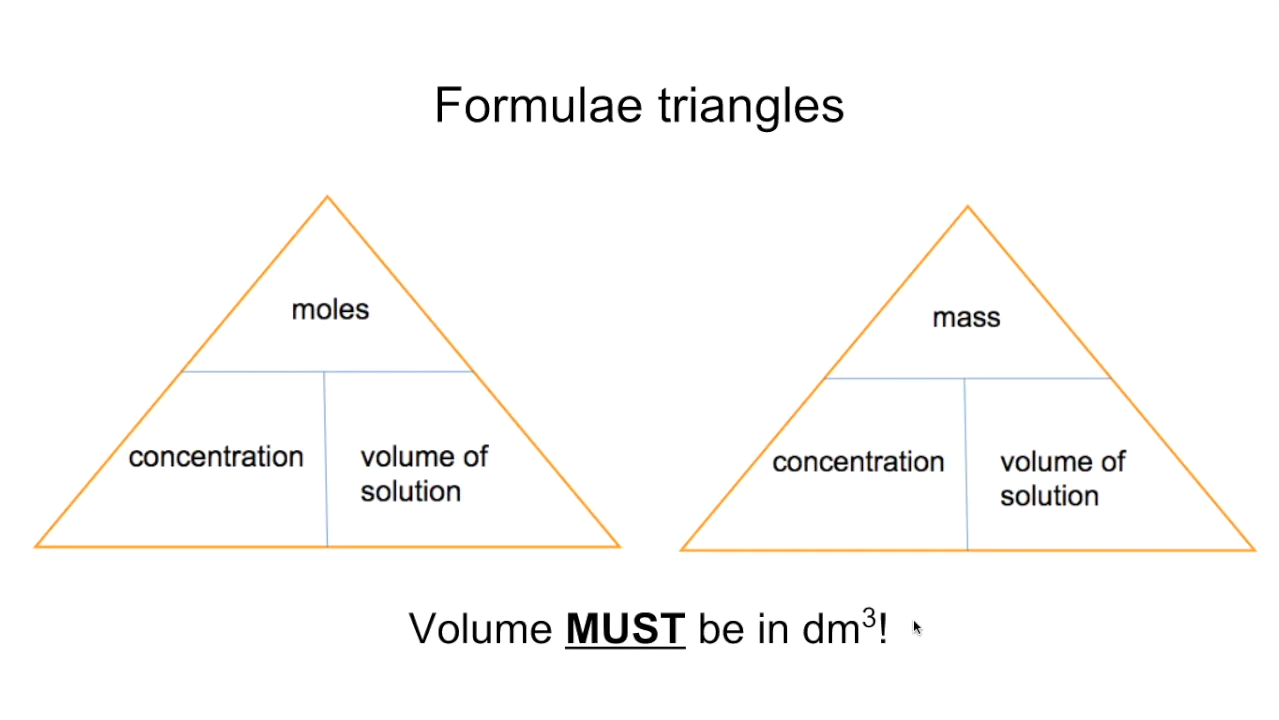 Formulae triangles
moles
concentration
volume of
solution
mass
concentration
volume of
solution
Volume MUST be in dm³!